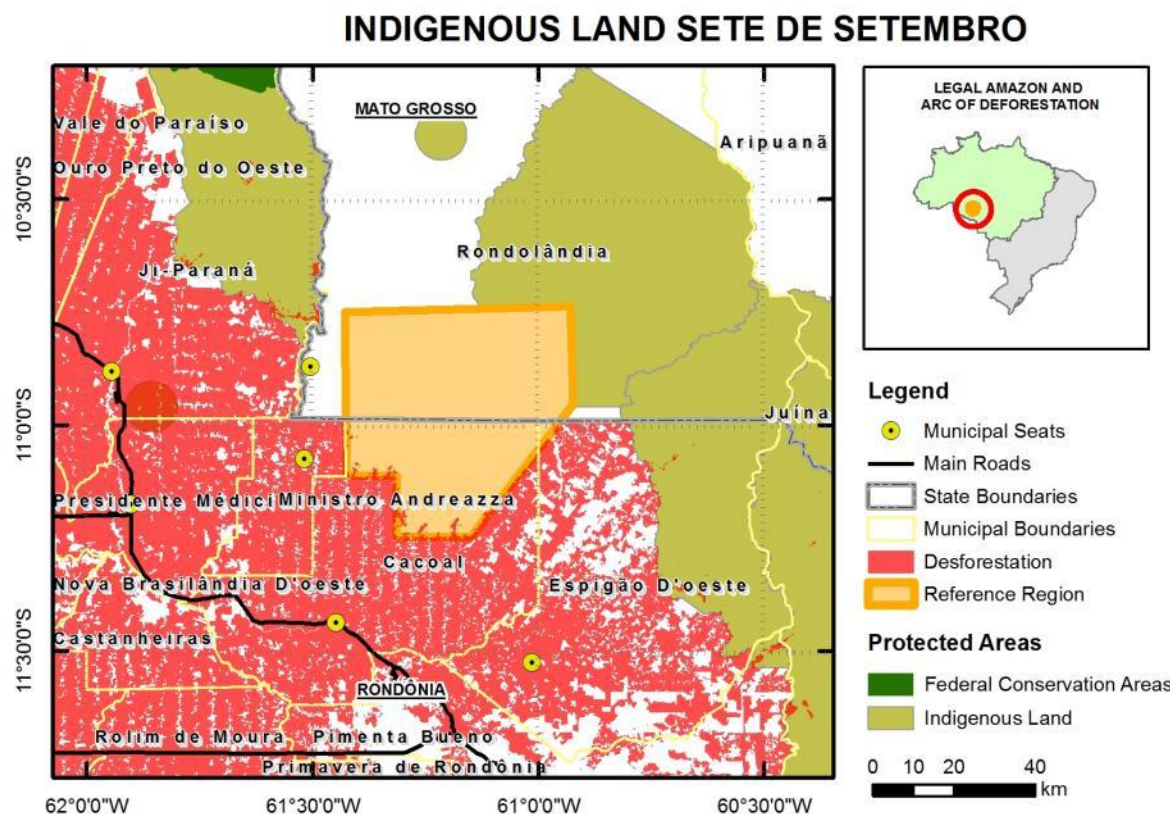 INDIGENOUS LAND SETE DE SETEMBRO
MATO GROSSO
Vale do Paraíso
Aripuanã
Ouro Preto do Oeste
Rondolândia
Ji-Paraná
Juína
Presidente Médici
Ministro Andreazza
Cacoal
Nova Brasilândia D'oeste
Espigão D'oeste
Castanheiras
RONDÔNIA
Rolim de Moura
Pimenta Bueno
Primavera de Rondônia
10°30'0"S
11°0'0"S
11°30'0"S
62°0'0"W
61°30'0"W
61°0'0"W
60°30'0"W
LEGAL AMAZON AND
ARC OF DEFORESTATION
Legend
Municipal Seats
Main Roads
State Boundaries
Municipal Boundaries
Desforestation
Reference Region
Protected Areas
Federal Conservation Areas
Indigenous Land
0 10 20 40
km